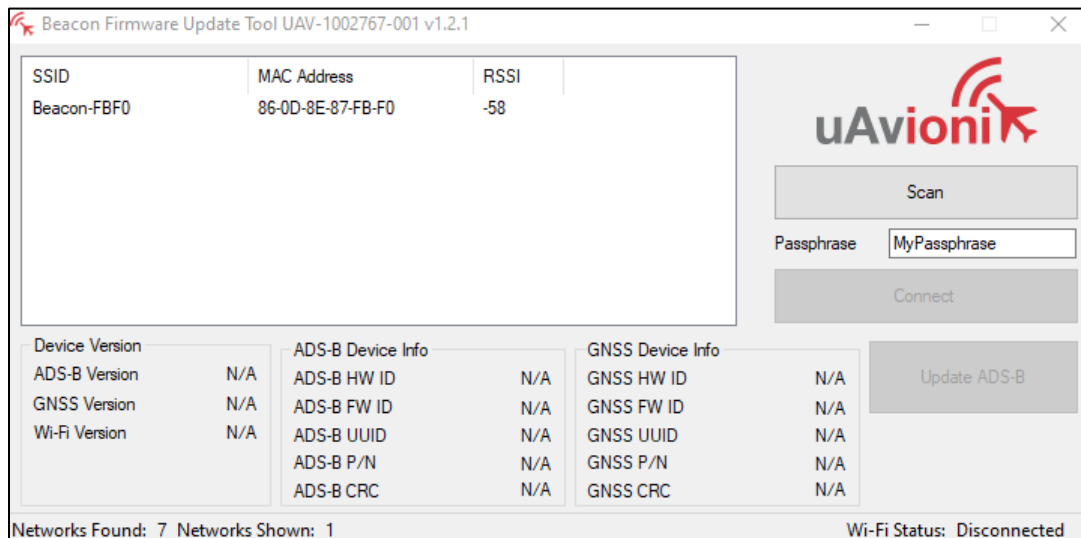 Beacon Firmware Update Tool UAV-1002767-001 v1.2.1
SSID MAC Address RSSI
Beacon-FBF0 86-0D-8E-87-FB-F0 -58
uAvionix
Scan
Passphrase MyPassphrase
Connect
Device Version
ADS-B Version N/A
GNSS Version N/A
Wi-Fi Version N/A
ADS-B Device Info
ADS-B HW ID N/A
ADS-B FW ID N/A
ADS-B UUID N/A
ADS-B P/N N/A
ADS-B CRC N/A
GNSS Device Info
GNSS HW ID N/A
GNSS FW ID N/A
GNSS UUID N/A
GNSS P/N N/A
GNSS CRC N/A
Update ADS-B
Networks Found: 7 Networks Shown: 1
Wi-Fi Status: Disconnected